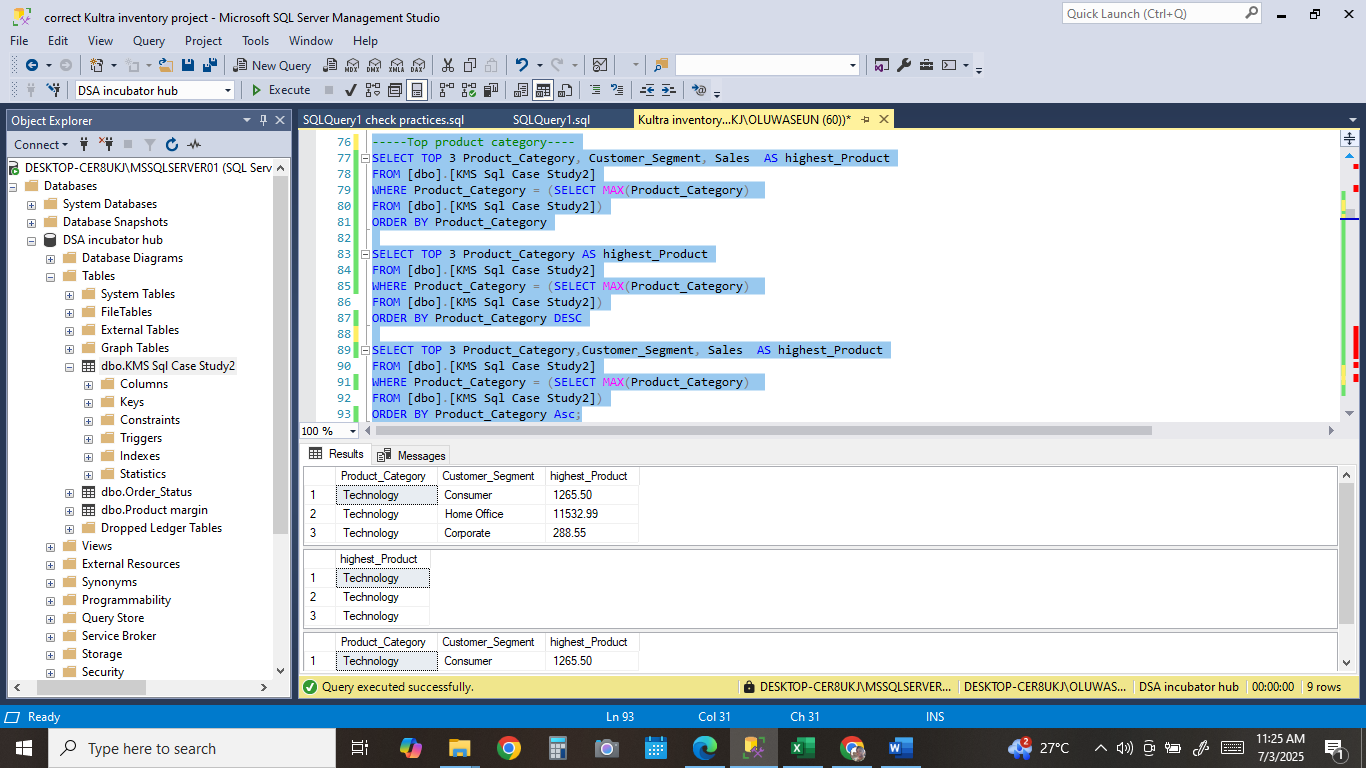 correct Kultra inventory project - Microsoft SQL Server Management Studio
Quick Launch (Ctrl+Q)
File Edit View Query Project Tools Window Help
New Query MDX DMX XMLA DAX
DSA incubator hub Execute
Object Explorer
SQLQuery1 check practices.sql SQLQuery1.sql Kultra inventory...KJ\OLUWASEUN (60))*
Connect
DESKTOP-CER8UKJ\MSSQLSERVER01 (SQL Serv
Databases
System Databases
Database Snapshots
DSA incubator hub
Database Diagrams
Tables
System Tables
FileTables
External Tables
Graph Tables
dbo.KMS Sql Case Study2
Columns
Keys
Constraints
Triggers
Indexes
Statistics
dbo.Order_Status
dbo.Product margin
Dropped Ledger Tables
Views
External Resources
Synonyms
Programmability
Query Store
Service Broker
Storage
Security
76 -----Top product category----
77 SELECT TOP 3 Product_Category, Customer_Segment, Sales  AS highest_Product
78 FROM [dbo].[KMS Sql Case Study2]
79 WHERE Product_Category = (SELECT MAX(Product_Category)
80 FROM [dbo].[KMS Sql Case Study2])
81 ORDER BY Product_Category
82
83 SELECT TOP 3 Product_Category AS highest_Product
84 FROM [dbo].[KMS Sql Case Study2]
85 WHERE Product_Category = (SELECT MAX(Product_Category)
86 FROM [dbo].[KMS Sql Case Study2])
87 ORDER BY Product_Category DESC
88
89 SELECT TOP 3 Product_Category,Customer_Segment, Sales  AS highest_Product
90 FROM [dbo].[KMS Sql Case Study2]
91 WHERE Product_Category = (SELECT MAX(Product_Category)
92 FROM [dbo].[KMS Sql Case Study2])
93 ORDER BY Product_Category Asc;
100 %
Results Messages
Product_Category Customer_Segment highest_Product
1 Technology Consumer 1265.50
2 Technology Home Office 11532.99
3 Technology Corporate 288.55
highest_Product
1 Technology
2 Technology
3 Technology
Product_Category Customer_Segment highest_Product
1 Technology Consumer 1265.50
Query executed successfully. DESKTOP-CER8UKJ\MSSQLSERVER... DESKTOP-CER8UKJ\OLUWAS... DSA incubator hub 00:00:00 9 rows
Ready Ln 93 Col 31 Ch 31 INS
Type here to search 2 27°C 11:25 AM
7/3/2025 1